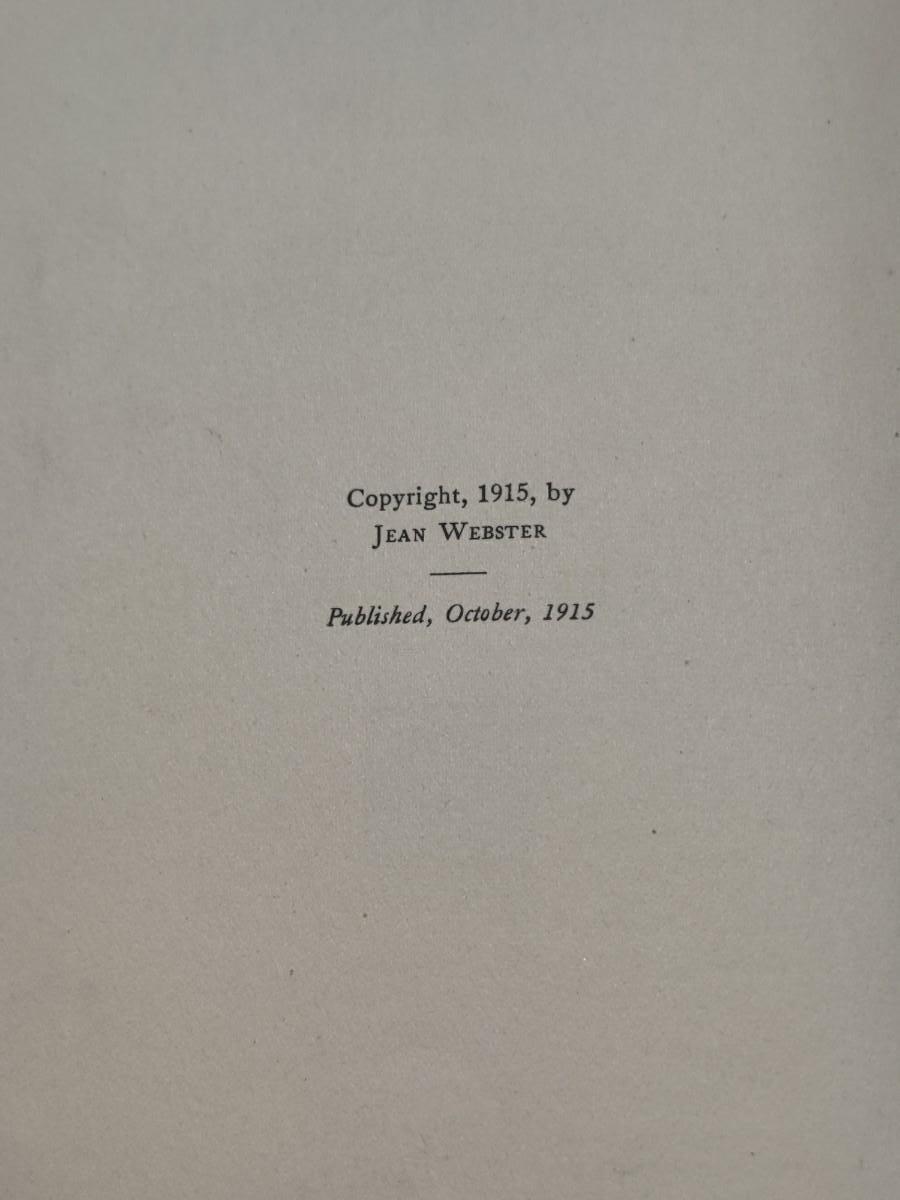 Copyright, 1915, by
JEAN WEBSTER
Published, October, 1915